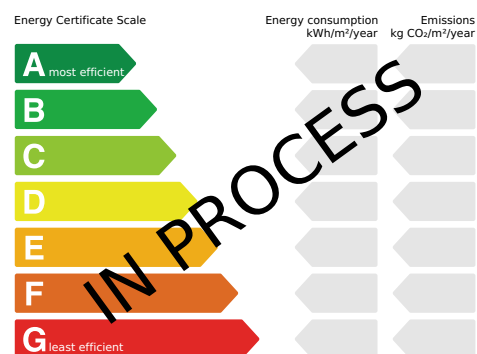 Energy Certificate Scale
Energy consumption
kWh/m²/year
Emissions
kg CO₂/m²/year
A most efficient
B
C
D
E
F
G least efficient
IN PROCESS